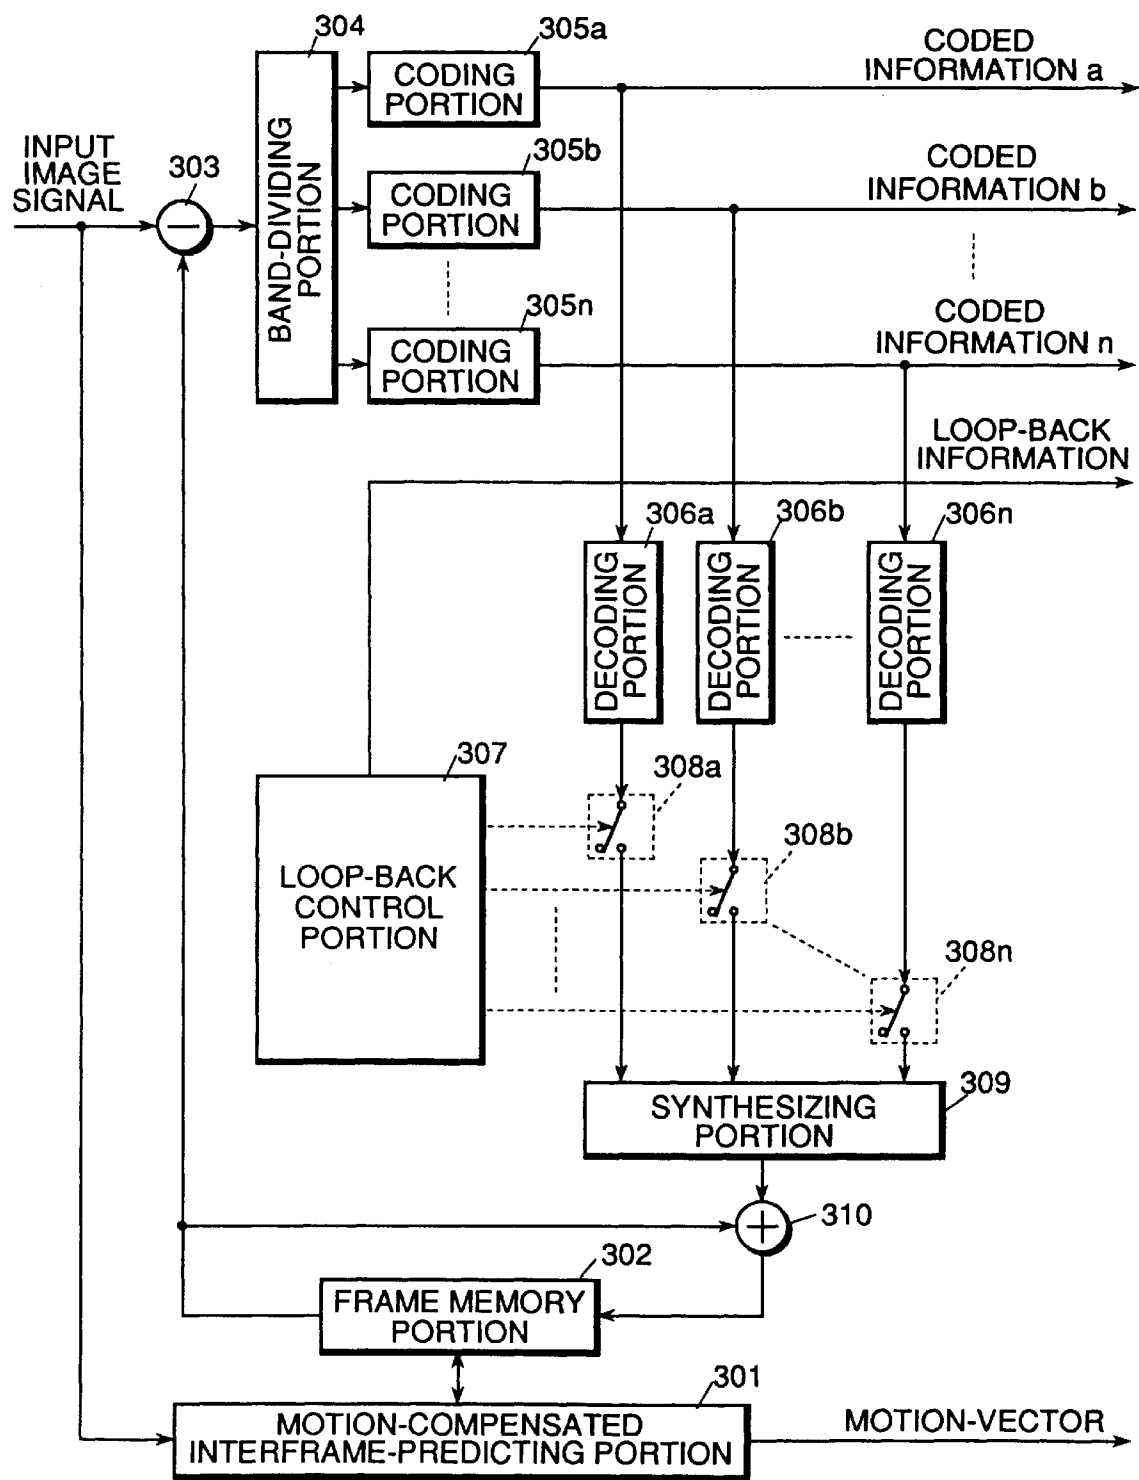 304
305a
CODING
PORTION
CODED
INFORMATION a
INPUT
IMAGE
SIGNAL
303
BAND-DIVIDING
PORTION
305b
CODING
PORTION
CODED
INFORMATION b
305n
CODING
PORTION
CODED
INFORMATION n
LOOP-BACK
INFORMATION
306a
DECODING
PORTION
306b
DECODING
PORTION
306n
DECODING
PORTION
307
LOOP-BACK
CONTROL
PORTION
308a
308b
308n
309
SYNTHESIZING
PORTION
310
302
FRAME MEMORY
PORTION
301
MOTION-COMPENSATED
INTERFRAME-PREDICTING PORTION
MOTION-VECTOR